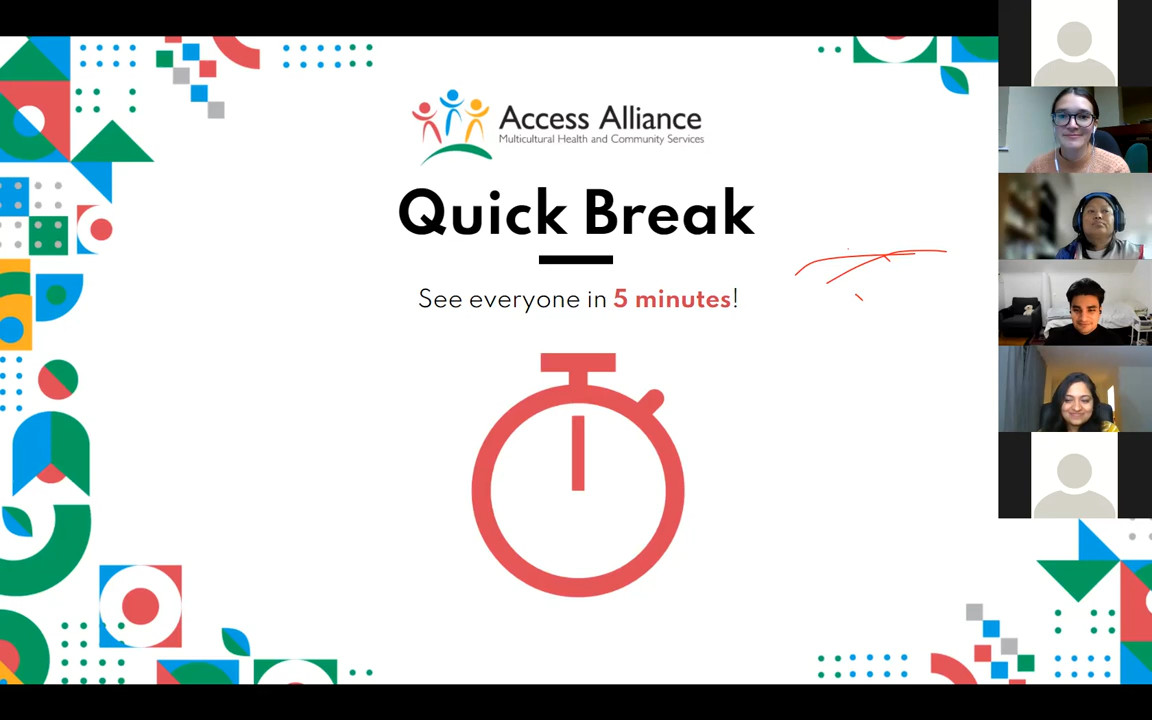 Access Alliance
Multicultural Health and Community Services
Quick Break
See everyone in 5 minutes!